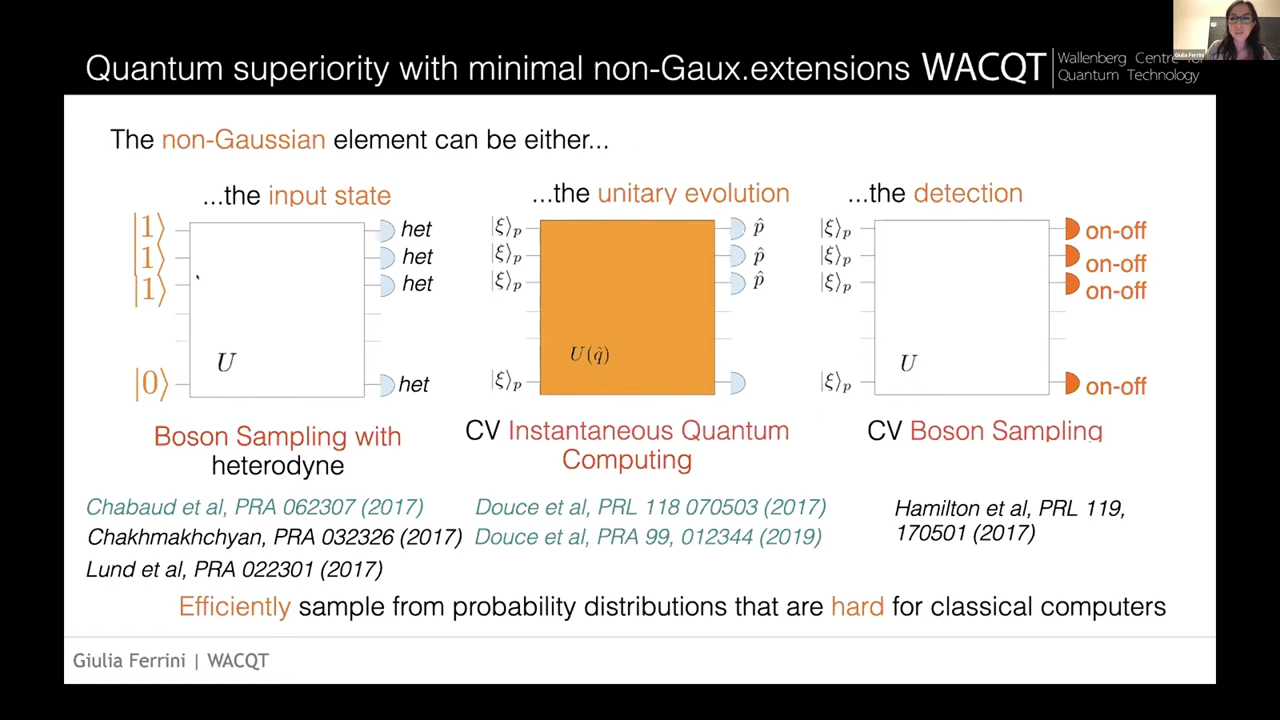 Quantum superiority with minimal non-Gaux.extensions
WACQT
Wallenberg Centre for
Quantum Technology
Giulia Ferrini
The non-Gaussian element can be either...
...the input state
|1⟩
|1⟩
|1⟩
|0⟩
U
het
het
het
het
Boson Sampling with
heterodyne
Chabaud et al, PRA 062307 (2017)
Chakhmakhchyan, PRA 032326 (2017)
Lund et al, PRA 022301 (2017)
...the unitary evolution
|ξ⟩p
|ξ⟩p
|ξ⟩p
|ξ⟩p
U(q̂)
p̂
p̂
p̂
CV Instantaneous Quantum
Computing
Douce et al, PRL 118 070503 (2017)
Douce et al, PRA 99, 012344 (2019)
...the detection
|ξ⟩p
|ξ⟩p
|ξ⟩p
|ξ⟩p
U
on-off
on-off
on-off
on-off
CV Boson Sampling
Hamilton et al, PRL 119,
170501 (2017)
Efficiently sample from probability distributions that are hard for classical computers
Giulia Ferrini | WACQT